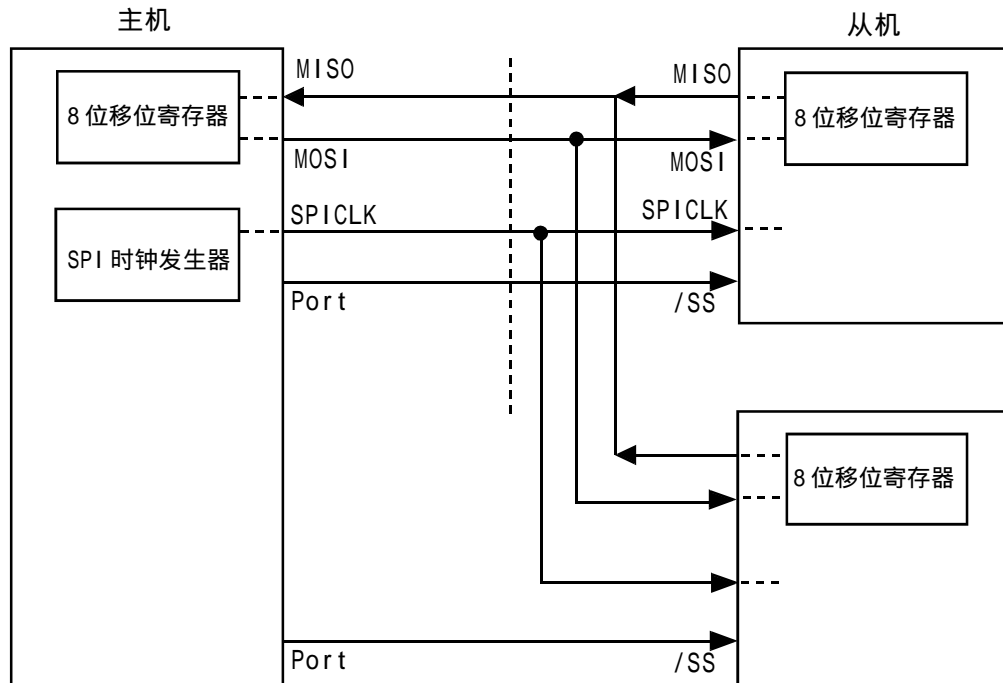 主机
从机
MISO
MISO
8 位移位寄存器
8 位移位寄存器
MOSI
MOSI
SPICLK
SPICLK
SPI 时钟发生器
Port
/SS
8 位移位寄存器
Port
/SS